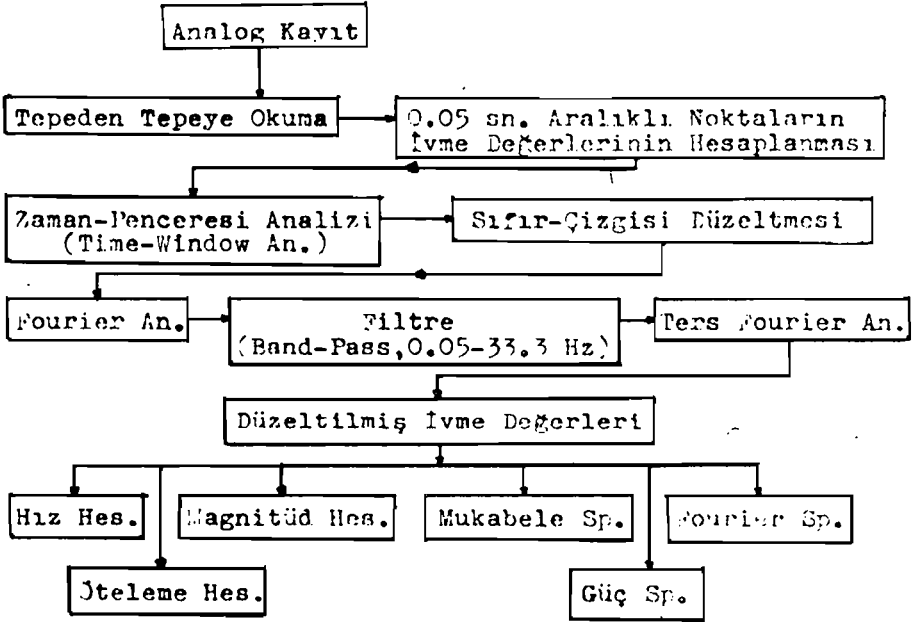 Analog Kayıt
Tepeden Tepeye Okuma
0.05 sn. Aralıklı Noktaların
İvme Değerlerinin Hesaplanması
Zaman-Penceresi Analizi
(Time-Window An.)
Sıfır-Çizgisi Düzeltmesi
Fourier An.
Filtre
(Band-Pass,0.05-33.3 Hz)
Ters Fourier An.
Düzeltilmiş İvme Değerleri
Hız Hes.
Magnitüd Hes.
Mukabele Sp.
Fourier Sp.
Öteleme Hes.
Güç Sp.